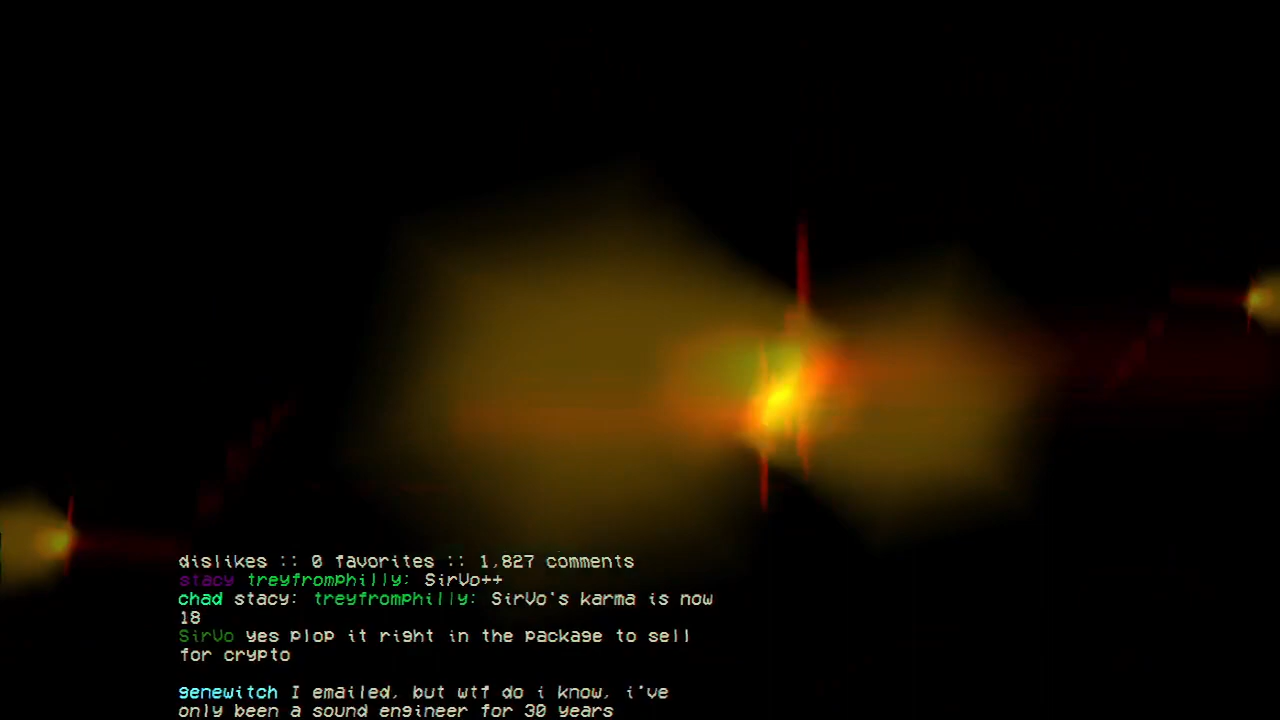 dislikes :: 0 favorites :: 1,827 comments
stacy treyfromphilly: SirVo++
chad stacy: treyfromphilly: SirVo's karma is now
18
SirVo yes plop it right in the package to sell
for crypto
genewitch I emailed, but wtf do i know, i've
only been a sound engineer for 30 years